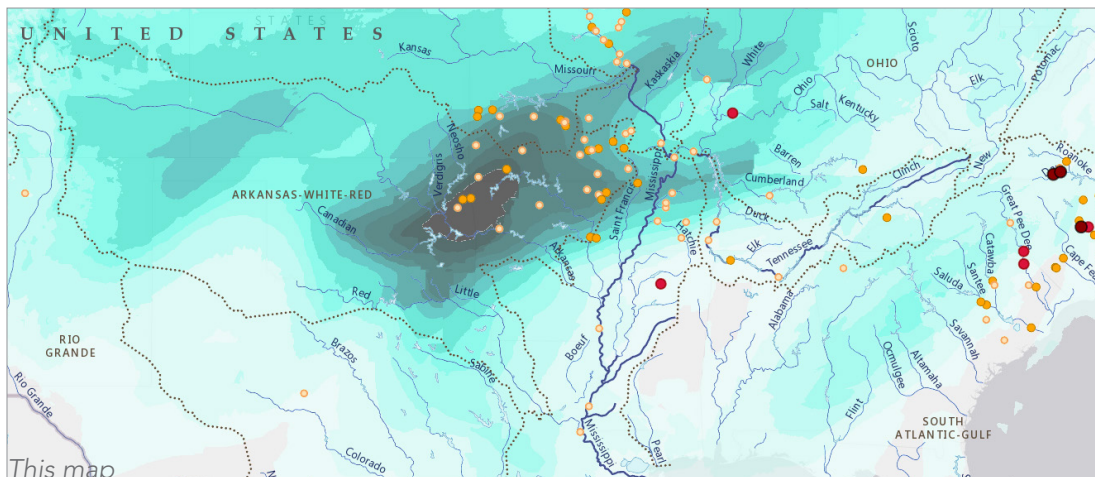 STATES
UNITED STATES
Kansas
Missouri
Kaskaskia
White
Scioto
Potomac
OHIO
Elk
Ohio
Salt
Kentucky
Neosho
Verdigris
Mississippi
Barren
Clinch
New
Roanoke
ARKANSAS-WHITE-RED
Canadian
Saint Francis
Cumberland
Great Pee Dee
Duck
Hatchie
Elk
Tennessee
Arkansas
Catawba
Cape Fea
Santee
Saluda
Red
Little
Alabama
Savannah
RIO
GRANDE
Brazos
Boeuf
Sabine
Ocmulgee
Altamaha
Rio Grande
Flint
SOUTH
ATLANTIC-GULF
Mississippi
Pearl
Colorado
This map